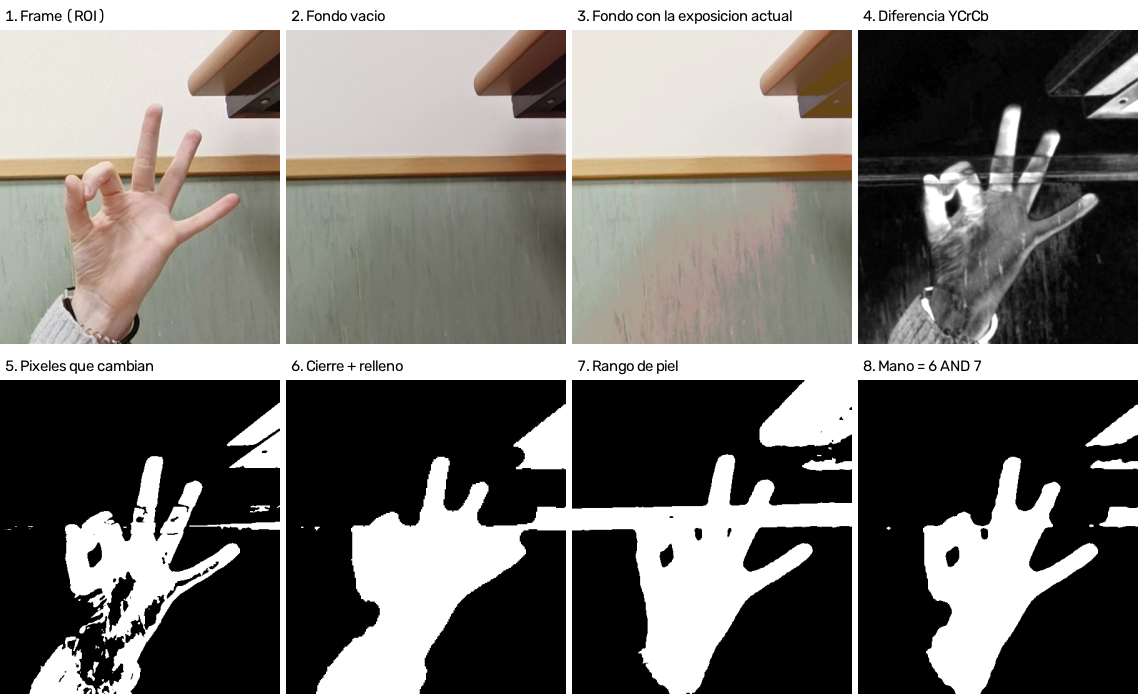 1. Frame (ROI)
2. Fondo vacio
3. Fondo con la exposicion actual
4. Diferencia YCrCb
5. Pixeles que cambian
6. Cierre + relleno
7. Rango de piel
8. Mano = 6 AND 7